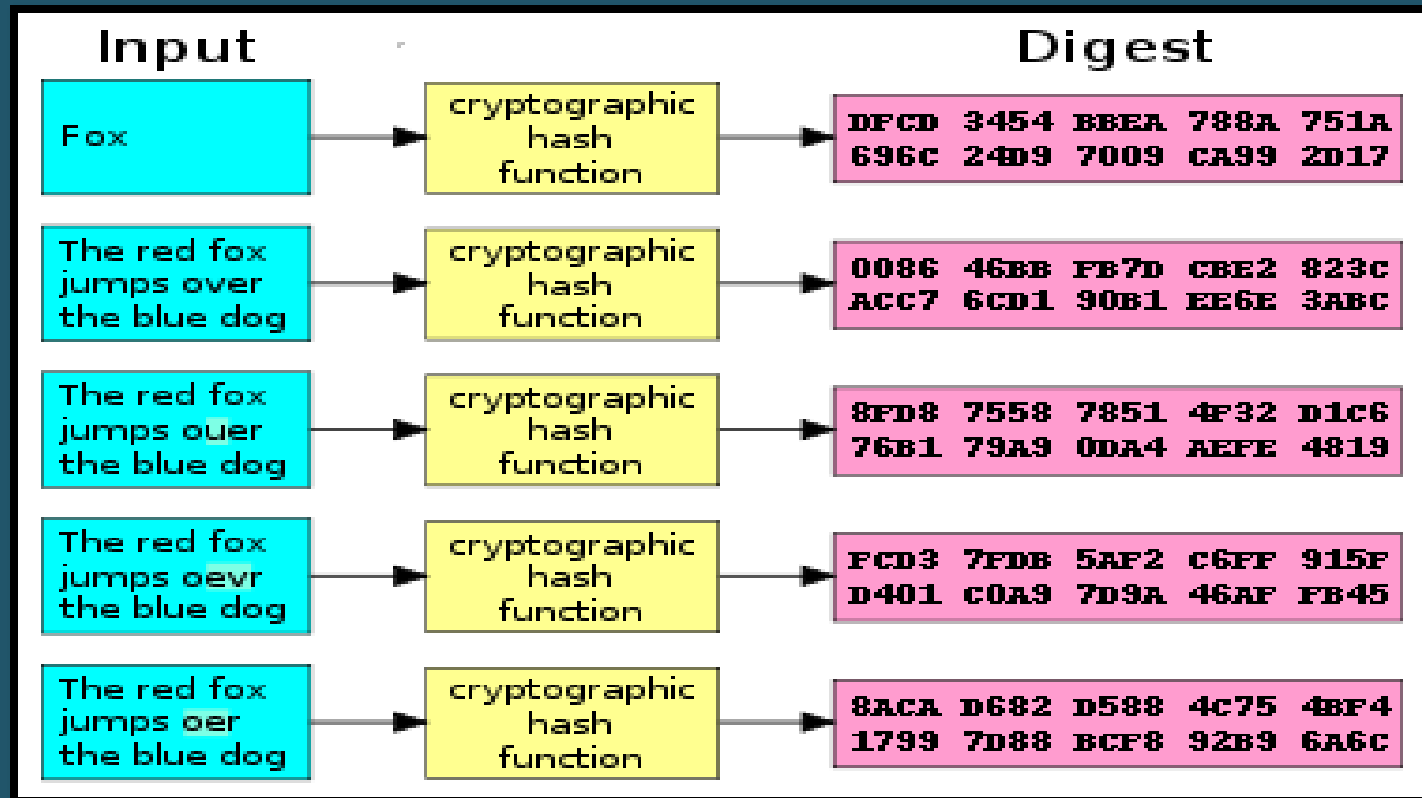 Input
Digest
Fox
cryptographic
hash
function
DFCD 3454 BBEA 788A 751A
696C 24D9 7009 CA99 2D17
The red fox
jumps over
the blue dog
cryptographic
hash
function
0086 46BB FB7D CBE2 823C
ACC7 6CD1 90B1 EE6E 3ABC
The red fox
jumps ouer
the blue dog
cryptographic
hash
function
8FD8 7558 7851 4F32 D1C6
76B1 79A9 0DA4 AEFE 4819
The red fox
jumps oevr
the blue dog
cryptographic
hash
function
FCD3 7FDB 5AF2 C6FF 915F
D401 C0A9 7D9A 46AF FB45
The red fox
jumps oer
the blue dog
cryptographic
hash
function
8ACA D682 D588 4C75 4BF4
1799 7D88 BCF8 92B9 6A6C